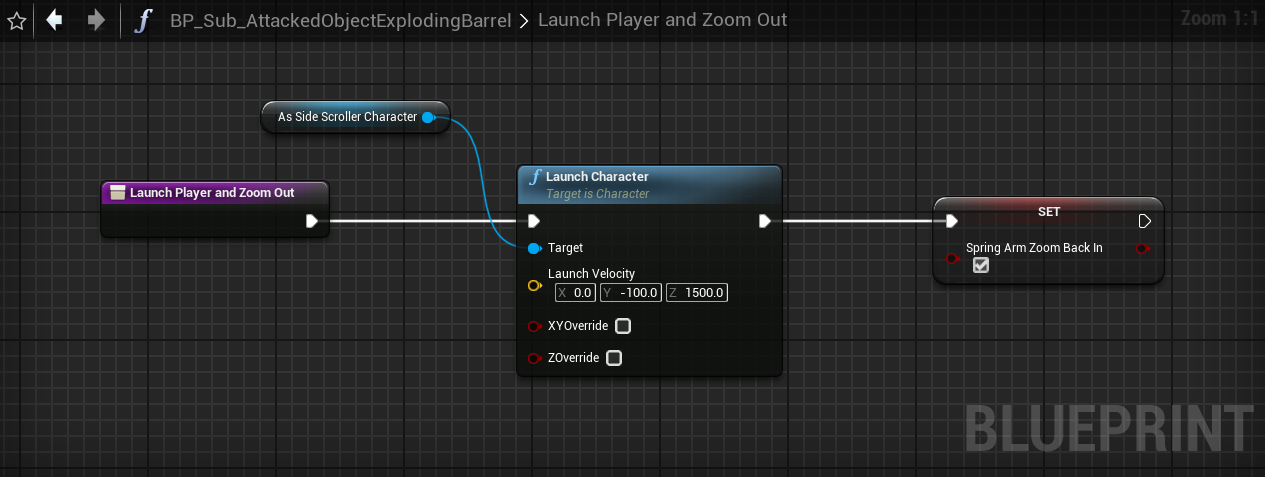 BP_Sub_AttackedObjectExplodingBarrel > Launch Player and Zoom Out
Zoom 1:1
As Side Scroller Character
Launch Player and Zoom Out
f Launch Character
Target is Character
Target
Launch Velocity
X 0.0 Y -100.0 Z 1500.0
XYOverride
ZOverride
SET
Spring Arm Zoom Back In
BLUEPRINT